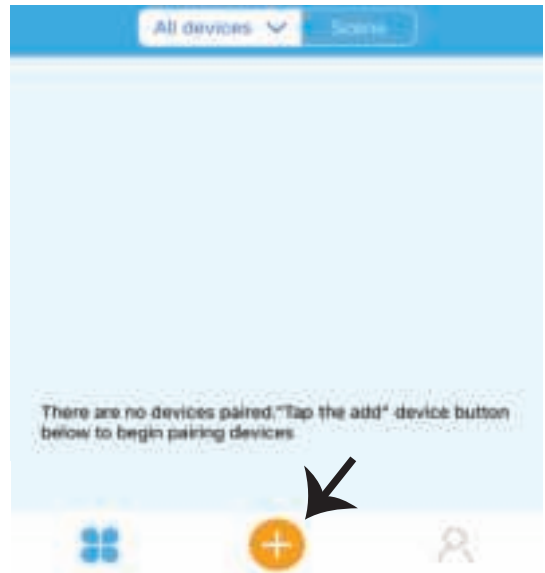 All devices Scene
There are no devices paired."Tap the add" device button
below to begin pairing devices